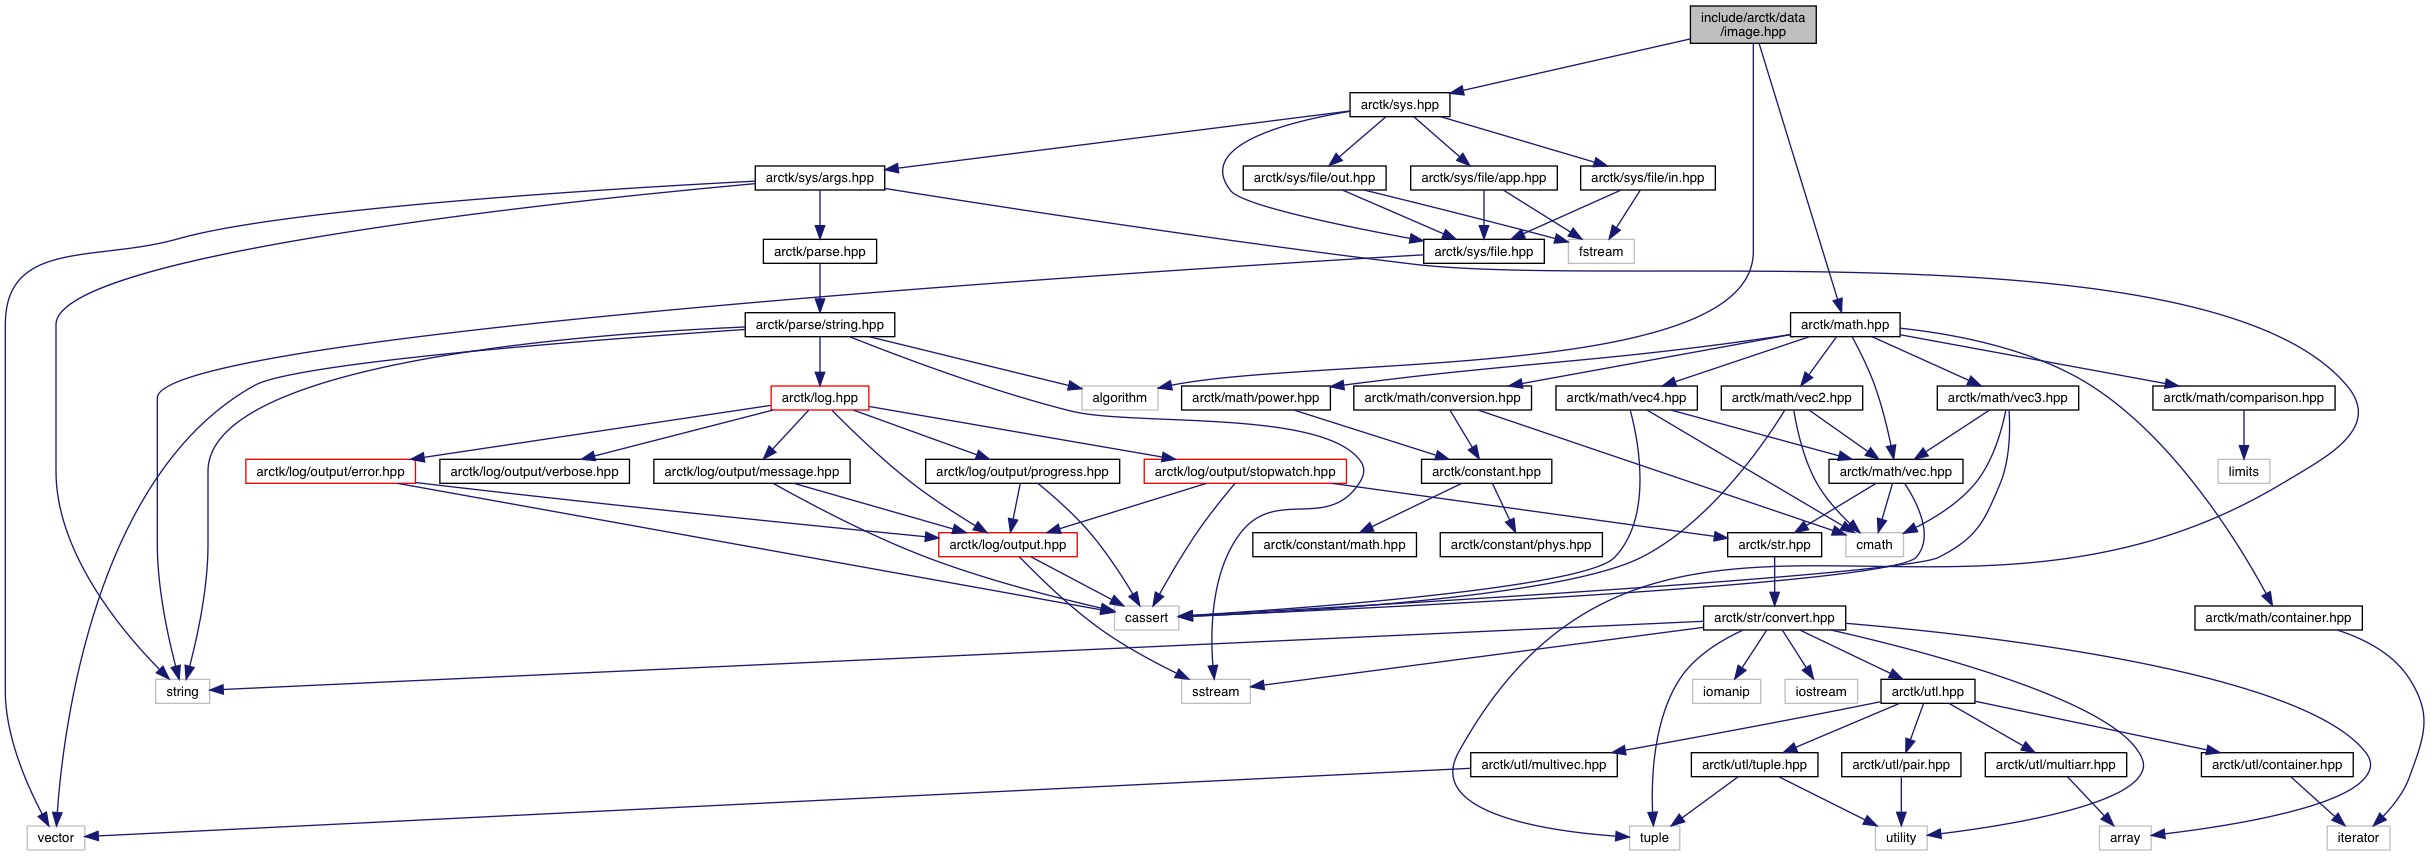 include/arctk/data
/image.hpp
arctk/sys.hpp
arctk/sys/args.hpp
arctk/sys/file/out.hpp
arctk/sys/file/app.hpp
arctk/sys/file/in.hpp
arctk/parse.hpp
arctk/sys/file.hpp
fstream
arctk/parse/string.hpp
arctk/math.hpp
arctk/log.hpp
algorithm
arctk/math/power.hpp
arctk/math/conversion.hpp
arctk/math/vec4.hpp
arctk/math/vec2.hpp
arctk/math/vec3.hpp
arctk/math/comparison.hpp
arctk/log/output/error.hpp
arctk/log/output/verbose.hpp
arctk/log/output/message.hpp
arctk/log/output/progress.hpp
arctk/log/output/stopwatch.hpp
arctk/constant.hpp
arctk/math/vec.hpp
limits
arctk/log/output.hpp
arctk/constant/math.hpp
arctk/constant/phys.hpp
arctk/str.hpp
cmath
cassert
arctk/str/convert.hpp
arctk/math/container.hpp
string
sstream
iomanip
iostream
arctk/utl.hpp
arctk/utl/multivec.hpp
arctk/utl/tuple.hpp
arctk/utl/pair.hpp
arctk/utl/multiarr.hpp
arctk/utl/container.hpp
vector
tuple
utility
array
iterator